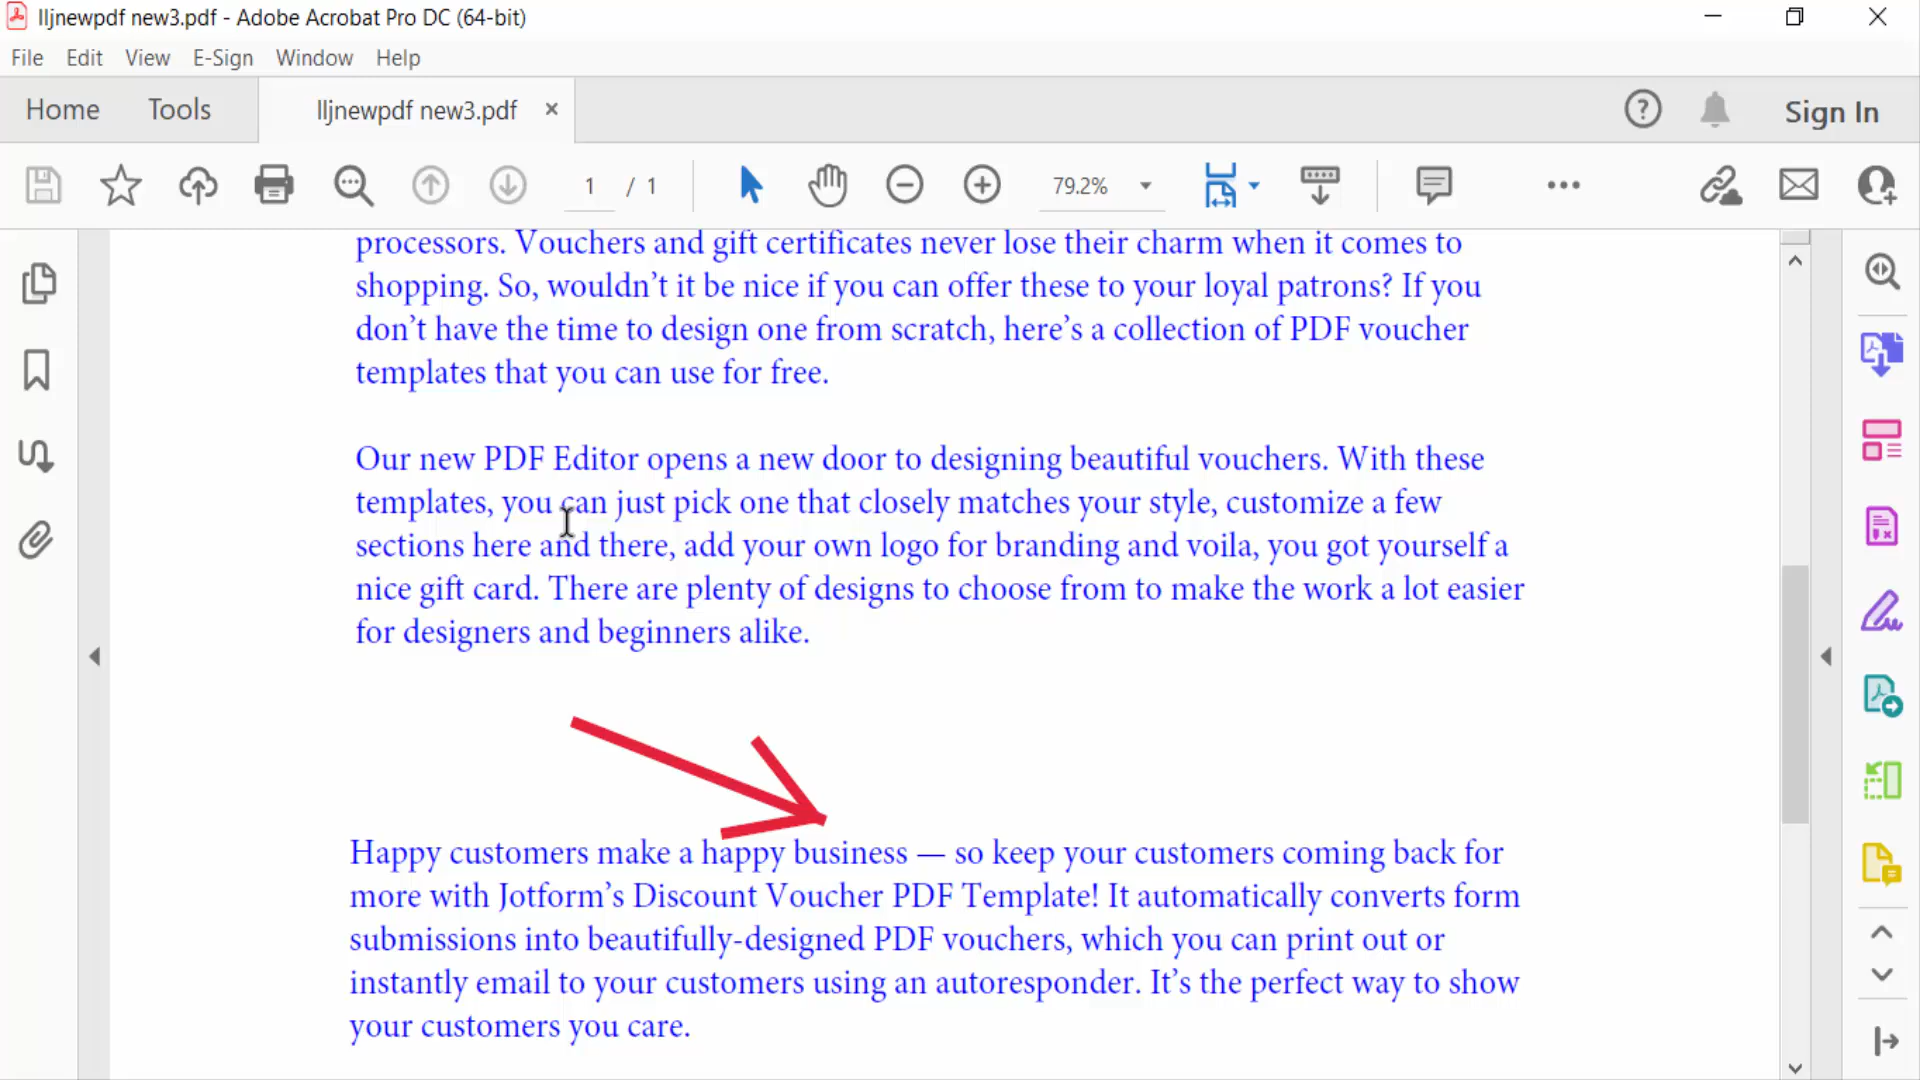 lljnewpdf new3.pdf - Adobe Acrobat Pro DC (64-bit)
File Edit View E-Sign Window Help
Home Tools lljnewpdf new3.pdf Sign In
1 / 1 79.2%
processors. Vouchers and gift certificates never lose their charm when it comes to
shopping. So, wouldn’t it be nice if you can offer these to your loyal patrons? If you
don’t have the time to design one from scratch, here’s a collection of PDF voucher
templates that you can use for free.
Our new PDF Editor opens a new door to designing beautiful vouchers. With these
templates, you can just pick one that closely matches your style, customize a few
sections here and there, add your own logo for branding and voila, you got yourself a
nice gift card. There are plenty of designs to choose from to make the work a lot easier
for designers and beginners alike.
Happy customers make a happy business — so keep your customers coming back for
more with Jotform’s Discount Voucher PDF Template! It automatically converts form
submissions into beautifully-designed PDF vouchers, which you can print out or
instantly email to your customers using an autoresponder. It’s the perfect way to show
your customers you care.